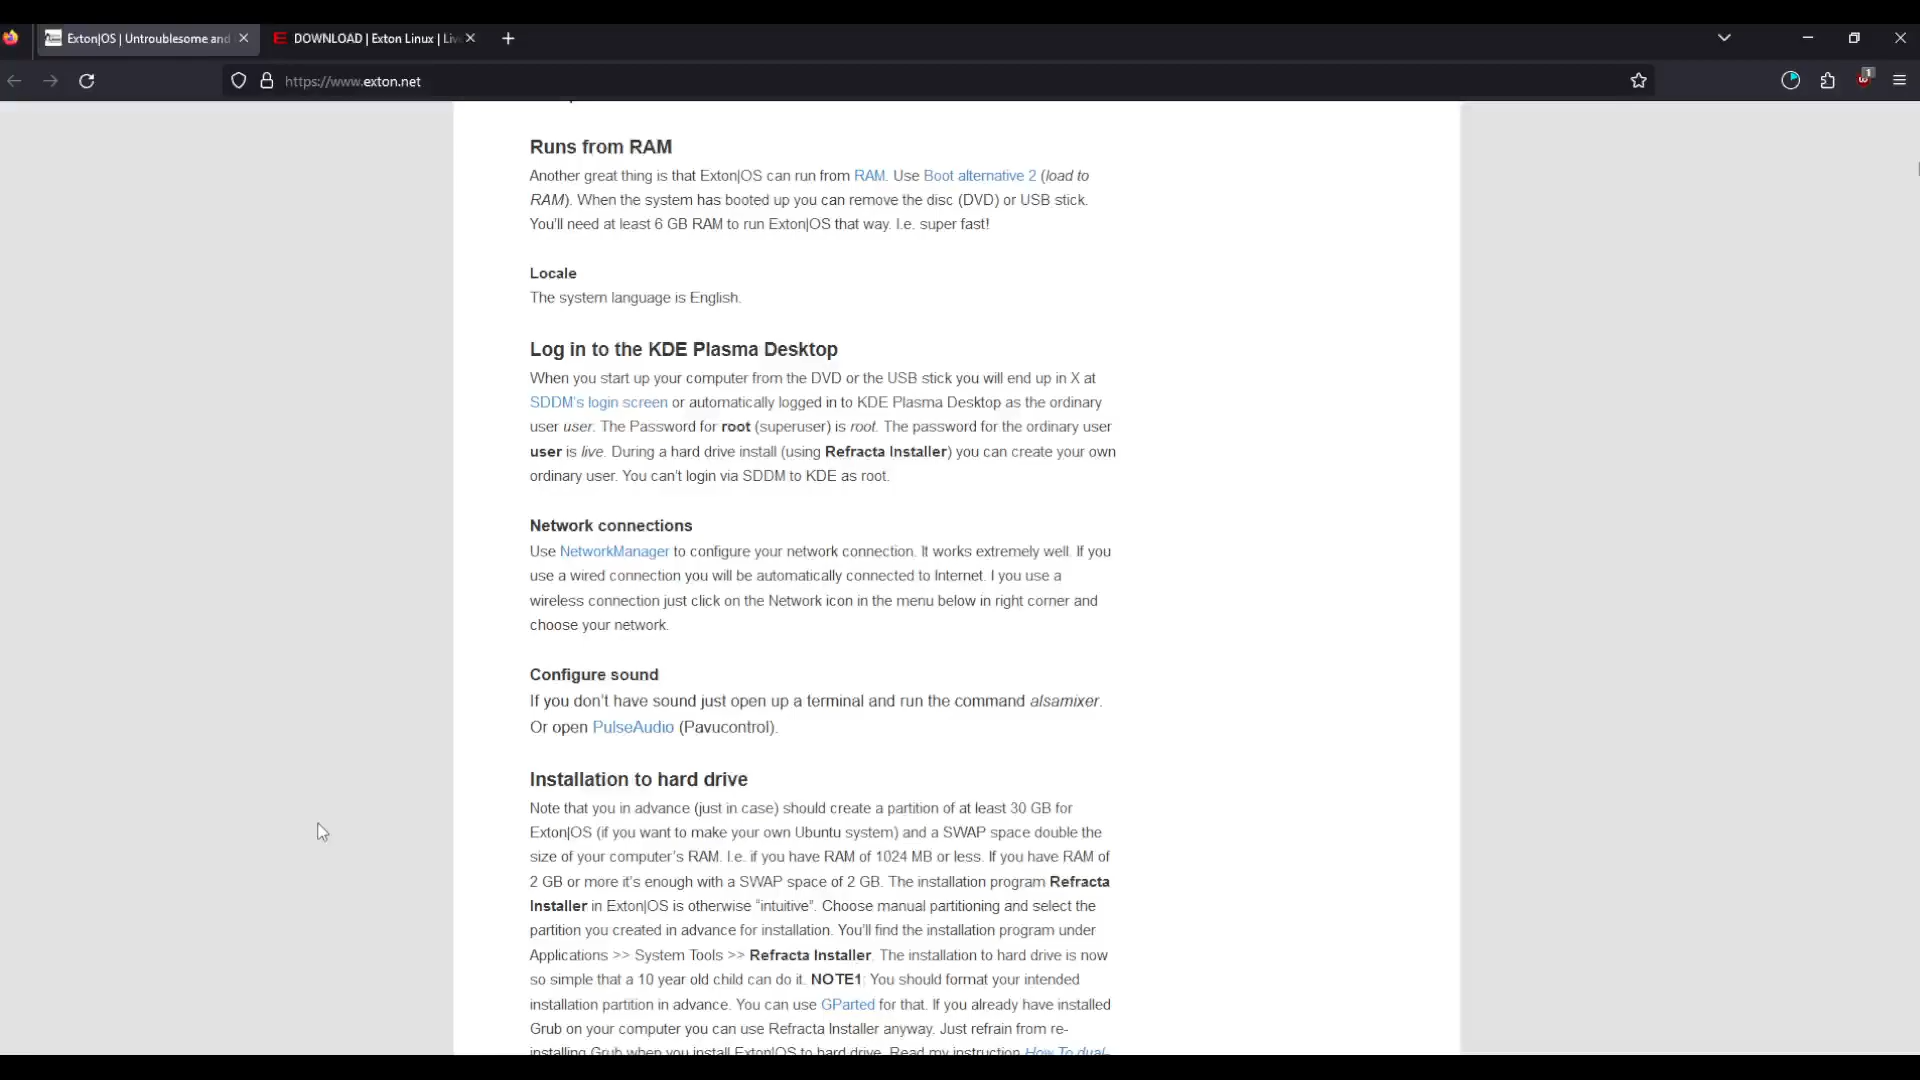 Exton|OS | Untroublesome and
DOWNLOAD | Exton Linux | Liv
https://www.exton.net
1
Runs from RAM
Another great thing is that Exton|OS can run from RAM. Use Boot alternative 2 (load to
RAM). When the system has booted up you can remove the disc (DVD) or USB stick.
You'll need at least 6 GB RAM to run Exton|OS that way. I.e. super fast!
Locale
The system language is English.
Log in to the KDE Plasma Desktop
When you start up your computer from the DVD or the USB stick you will end up in X at
SDDM's login screen or automatically logged in to KDE Plasma Desktop as the ordinary
user user. The Password for root (superuser) is root. The password for the ordinary user
user is live. During a hard drive install (using Refracta Installer) you can create your own
ordinary user. You can't login via SDDM to KDE as root.
Network connections
Use NetworkManager to configure your network connection. It works extremely well. If you
use a wired connection you will be automatically connected to Internet. I you use a
wireless connection just click on the Network icon in the menu below in right corner and
choose your network.
Configure sound
If you don't have sound just open up a terminal and run the command alsamixer.
Or open PulseAudio (Pavucontrol).
Installation to hard drive
Note that you in advance (just in case) should create a partition of at least 30 GB for
Exton|OS (if you want to make your own Ubuntu system) and a SWAP space double the
size of your computer's RAM. I.e. if you have RAM of 1024 MB or less. If you have RAM of
2 GB or more it's enough with a SWAP space of 2 GB. The installation program Refracta
Installer in Exton|OS is otherwise "intuitive". Choose manual partitioning and select the
partition you created in advance for installation. You'll find the installation program under
Applications >> System Tools >> Refracta Installer. The installation to hard drive is now
so simple that a 10 year old child can do it. NOTE1: You should format your intended
installation partition in advance. You can use GParted for that. If you already have installed
Grub on your computer you can use Refracta Installer anyway. Just refrain from re-
installing Grub when you install Exton|OS to hard drive. Read my instruction How To dual-